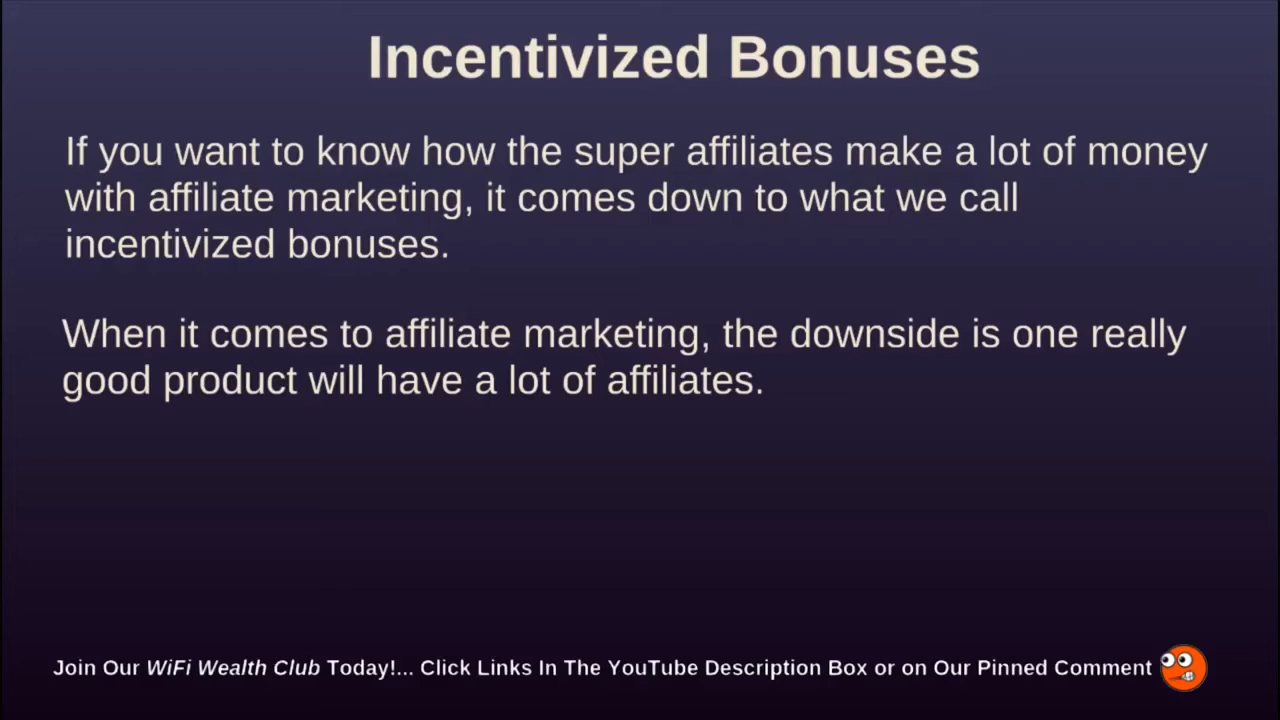 Incentivized Bonuses
If you want to know how the super affiliates make a lot of money
with affiliate marketing, it comes down to what we call
incentivized bonuses.
When it comes to affiliate marketing, the downside is one really
good product will have a lot of affiliates.
Join Our WiFi Wealth Club Today!... Click Links In The YouTube Description Box or on Our Pinned Comment